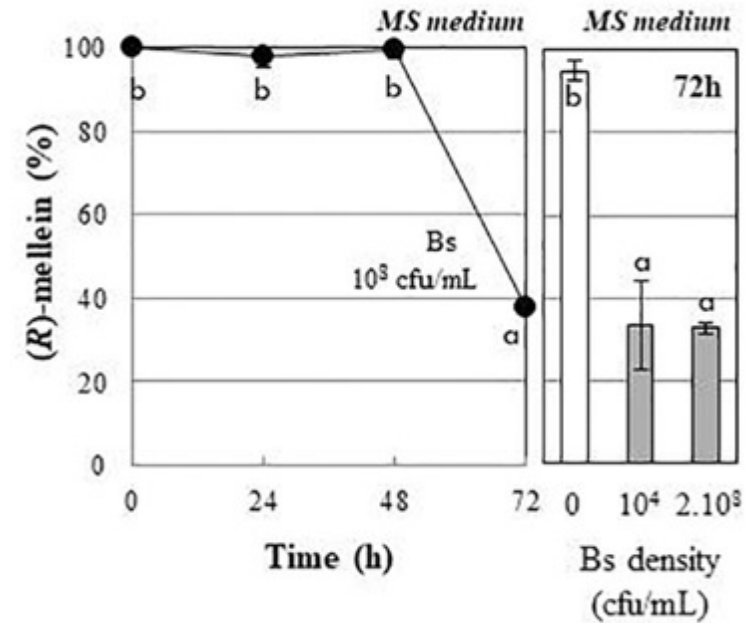 MS medium
MS medium
100
80
60
40
20
0
(R)-mellein (%)
b
b
b
Bs
10⁸ cfu/mL
a
0
24
48
72
Time (h)
72h
b
a
a
0
10⁴
2.10⁸
Bs density
(cfu/mL)